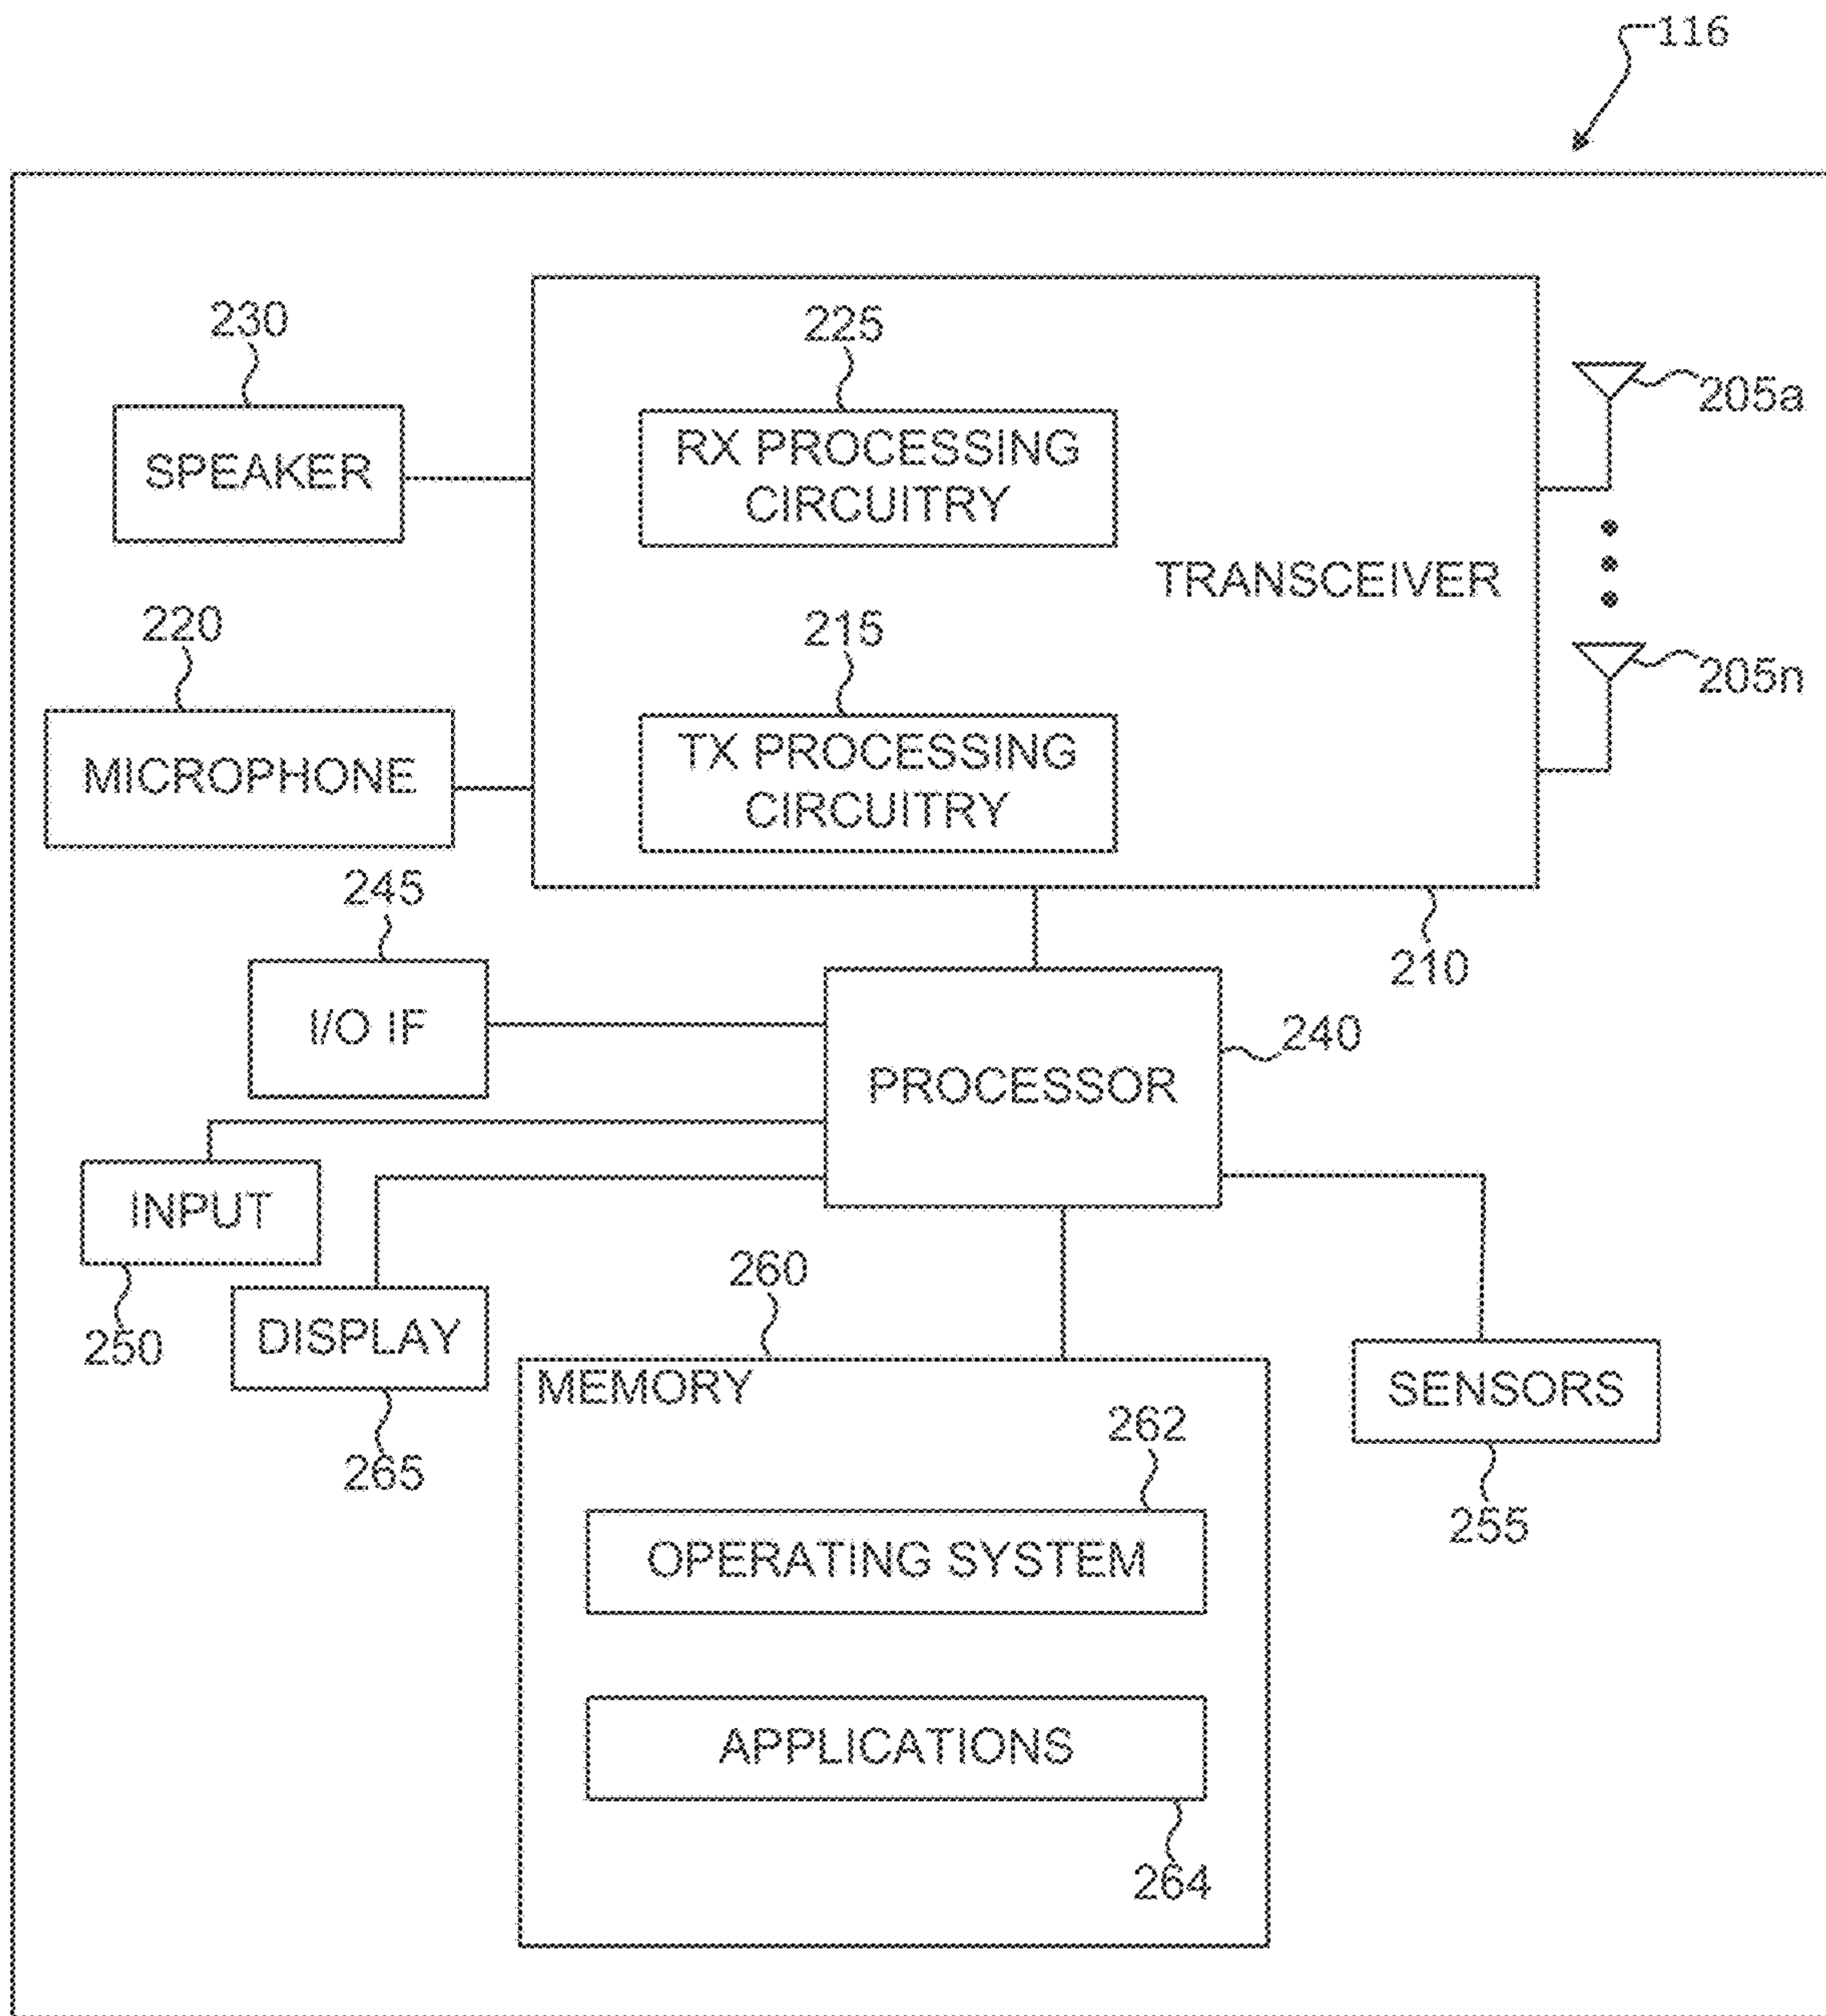 116
230
225
SPEAKER
RX PROCESSING
CIRCUITRY
205a
TRANSCEIVER
220
215
205n
MICROPHONE
TX PROCESSING
CIRCUITRY
245
210
I/O IF
240
PROCESSOR
INPUT
250
260
DISPLAY
265
MEMORY
SENSORS
255
262
OPERATING SYSTEM
APPLICATIONS
264